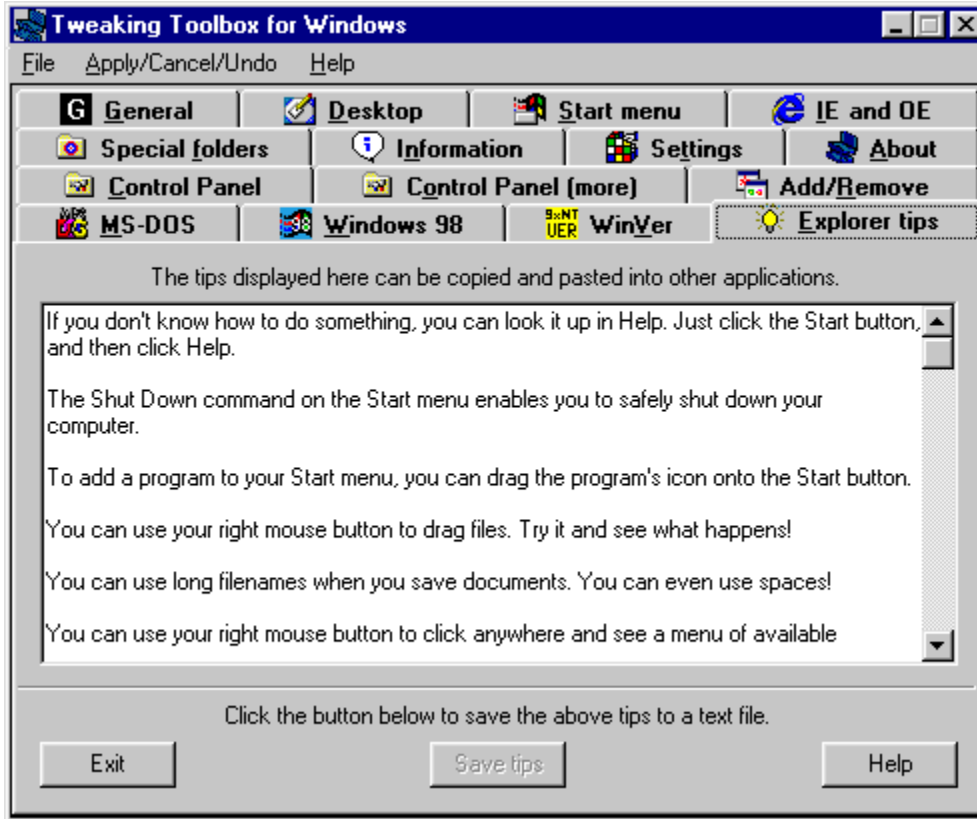 Tweaking Toolbox for Windows
File Apply/Cancel/Undo Help
G General Desktop Start menu IE and OE
Special folders Information Settings About
Control Panel Control Panel (more) Add/Remove
MS-DOS Windows 98 9xNT VER WinVer Explorer tips
The tips displayed here can be copied and pasted into other applications.
If you don't know how to do something, you can look it up in Help. Just click the Start button,
and then click Help.
The Shut Down command on the Start menu enables you to safely shut down your
computer.
To add a program to your Start menu, you can drag the program's icon onto the Start button.
You can use your right mouse button to drag files. Try it and see what happens!
You can use long filenames when you save documents. You can even use spaces!
You can use your right mouse button to click anywhere and see a menu of available
Click the button below to save the above tips to a text file.
Exit Save tips Help